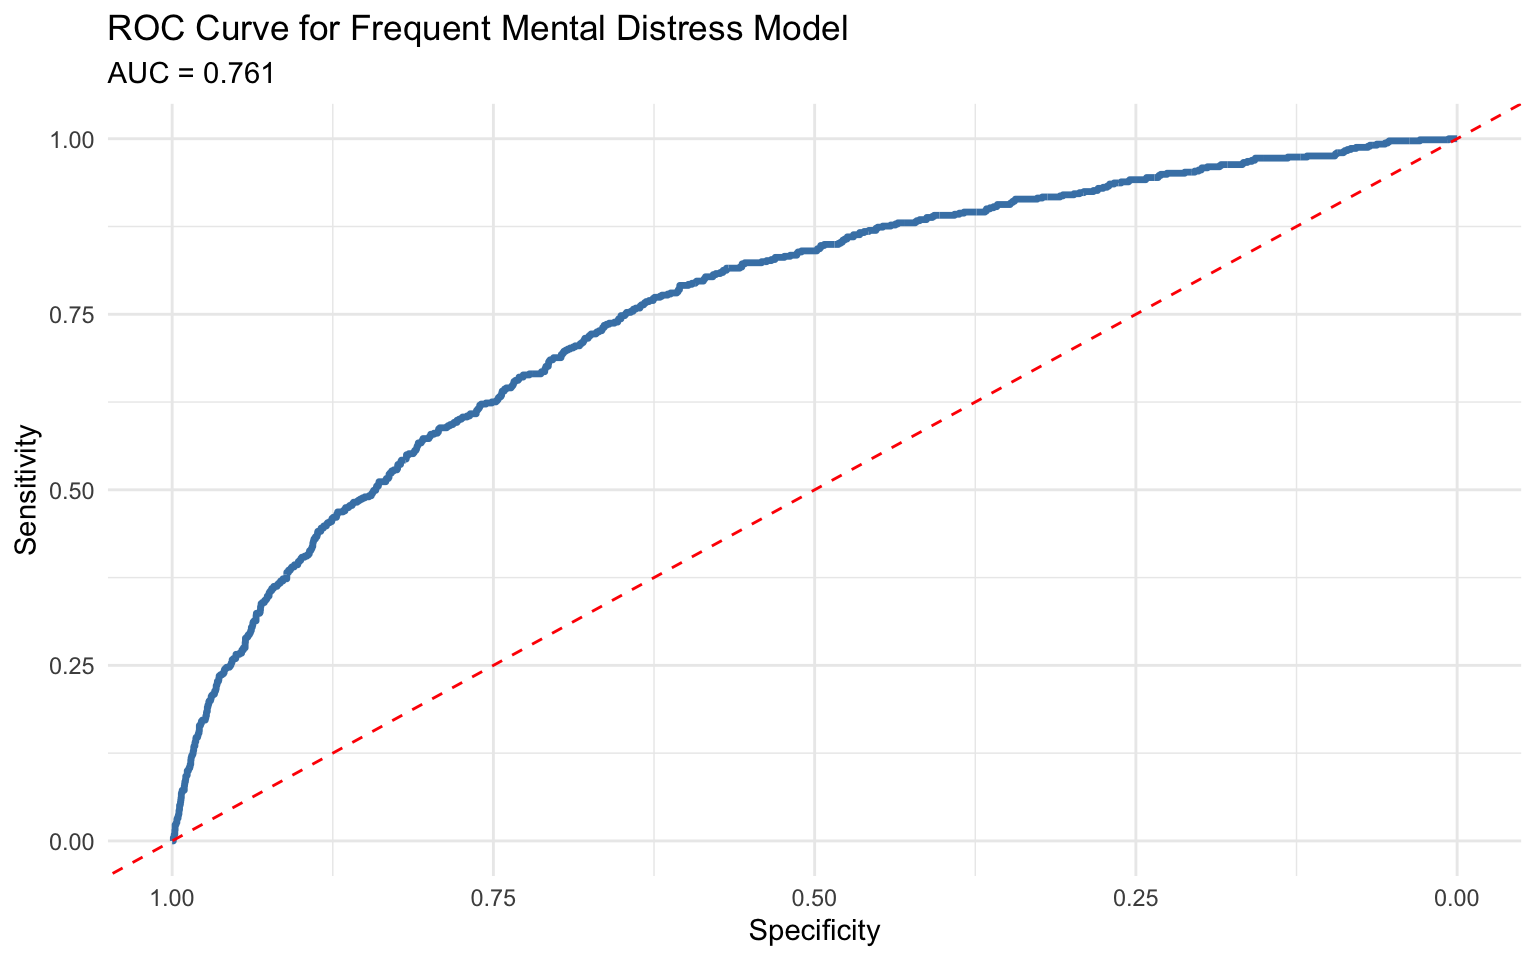 ROC Curve for Frequent Mental Distress Model
AUC = 0.761
1.00
0.75
0.50
0.25
0.00
Sensitivity
1.00 0.75 0.50 0.25 0.00
Specificity